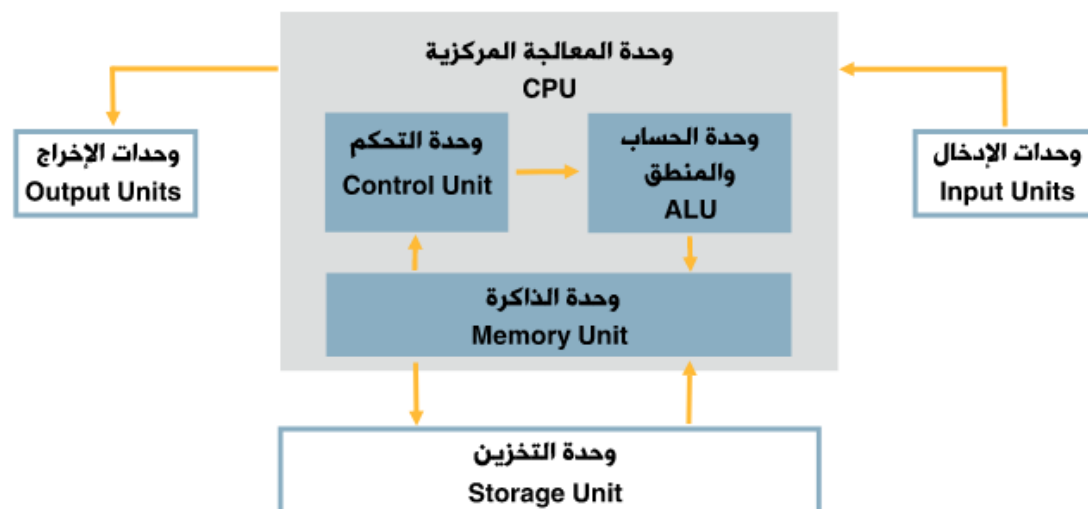 وحدة المعالجة المركزية
CPU
وحدات الإدخال
Input Units
وحدة الحساب
والمنطق
ALU
وحدة التحكم
Control Unit
وحدات الإخراج
Output Units
وحدة الذاكرة
Memory Unit
وحدة التخزين
Storage Unit